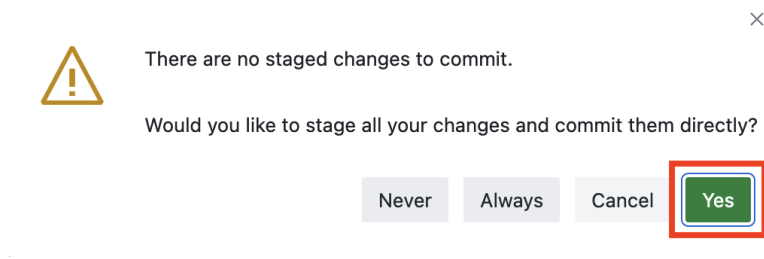 There are no staged changes to commit.
Would you like to stage all your changes and commit them directly?
Never Always Cancel Yes